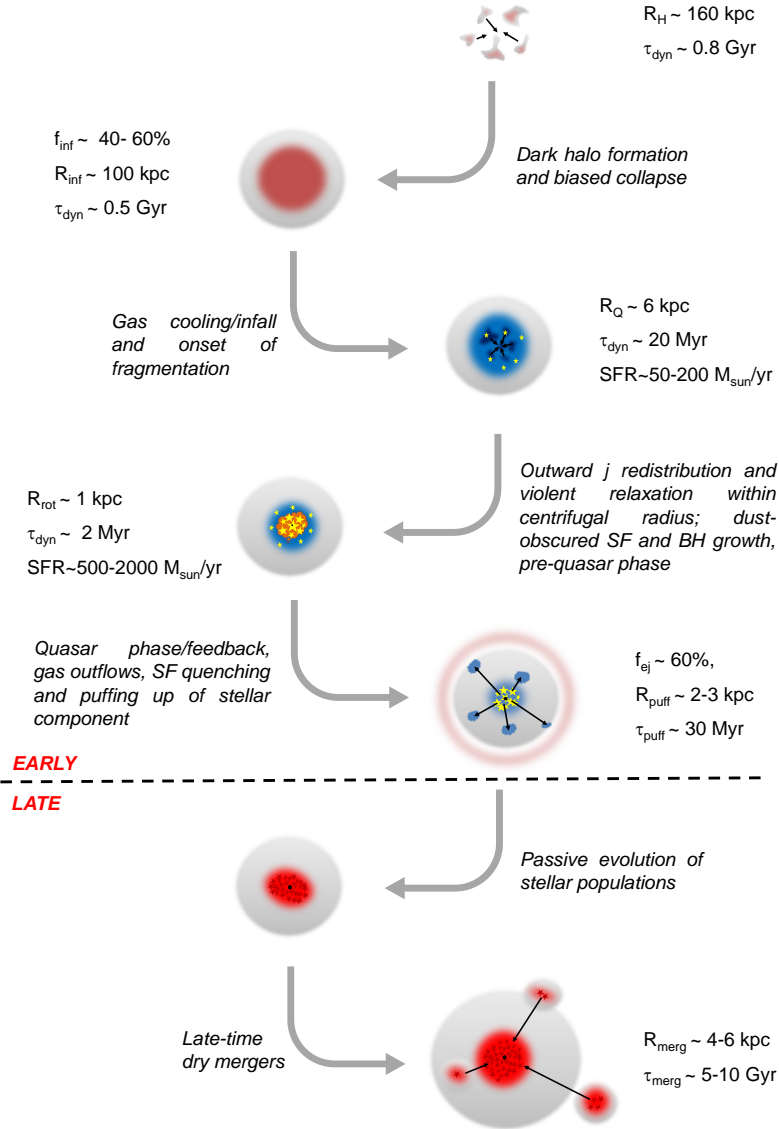 R_H ~ 160 kpc
τ_dyn ~ 0.8 Gyr
f_inf ~ 40- 60%
R_inf ~ 100 kpc
τ_dyn ~ 0.5 Gyr
Dark halo formation
and biased collapse
Gas cooling/infall
and onset of
fragmentation
R_Q ~ 6 kpc
τ_dyn ~ 20 Myr
SFR~50-200 M_sun/yr
R_rot ~ 1 kpc
τ_dyn ~ 2 Myr
SFR~500-2000 M_sun/yr
Outward j redistribution and
violent relaxation within
centrifugal radius; dust-
obscured SF and BH growth,
pre-quasar phase
Quasar phase/feedback,
gas outflows, SF quenching
and puffing up of stellar
component
f_ej ~ 60%,
R_puff ~ 2-3 kpc
τ_puff ~ 30 Myr
EARLY
LATE
Passive evolution of
stellar populations
Late-time
dry mergers
R_merg ~ 4-6 kpc
τ_merg ~ 5-10 Gyr